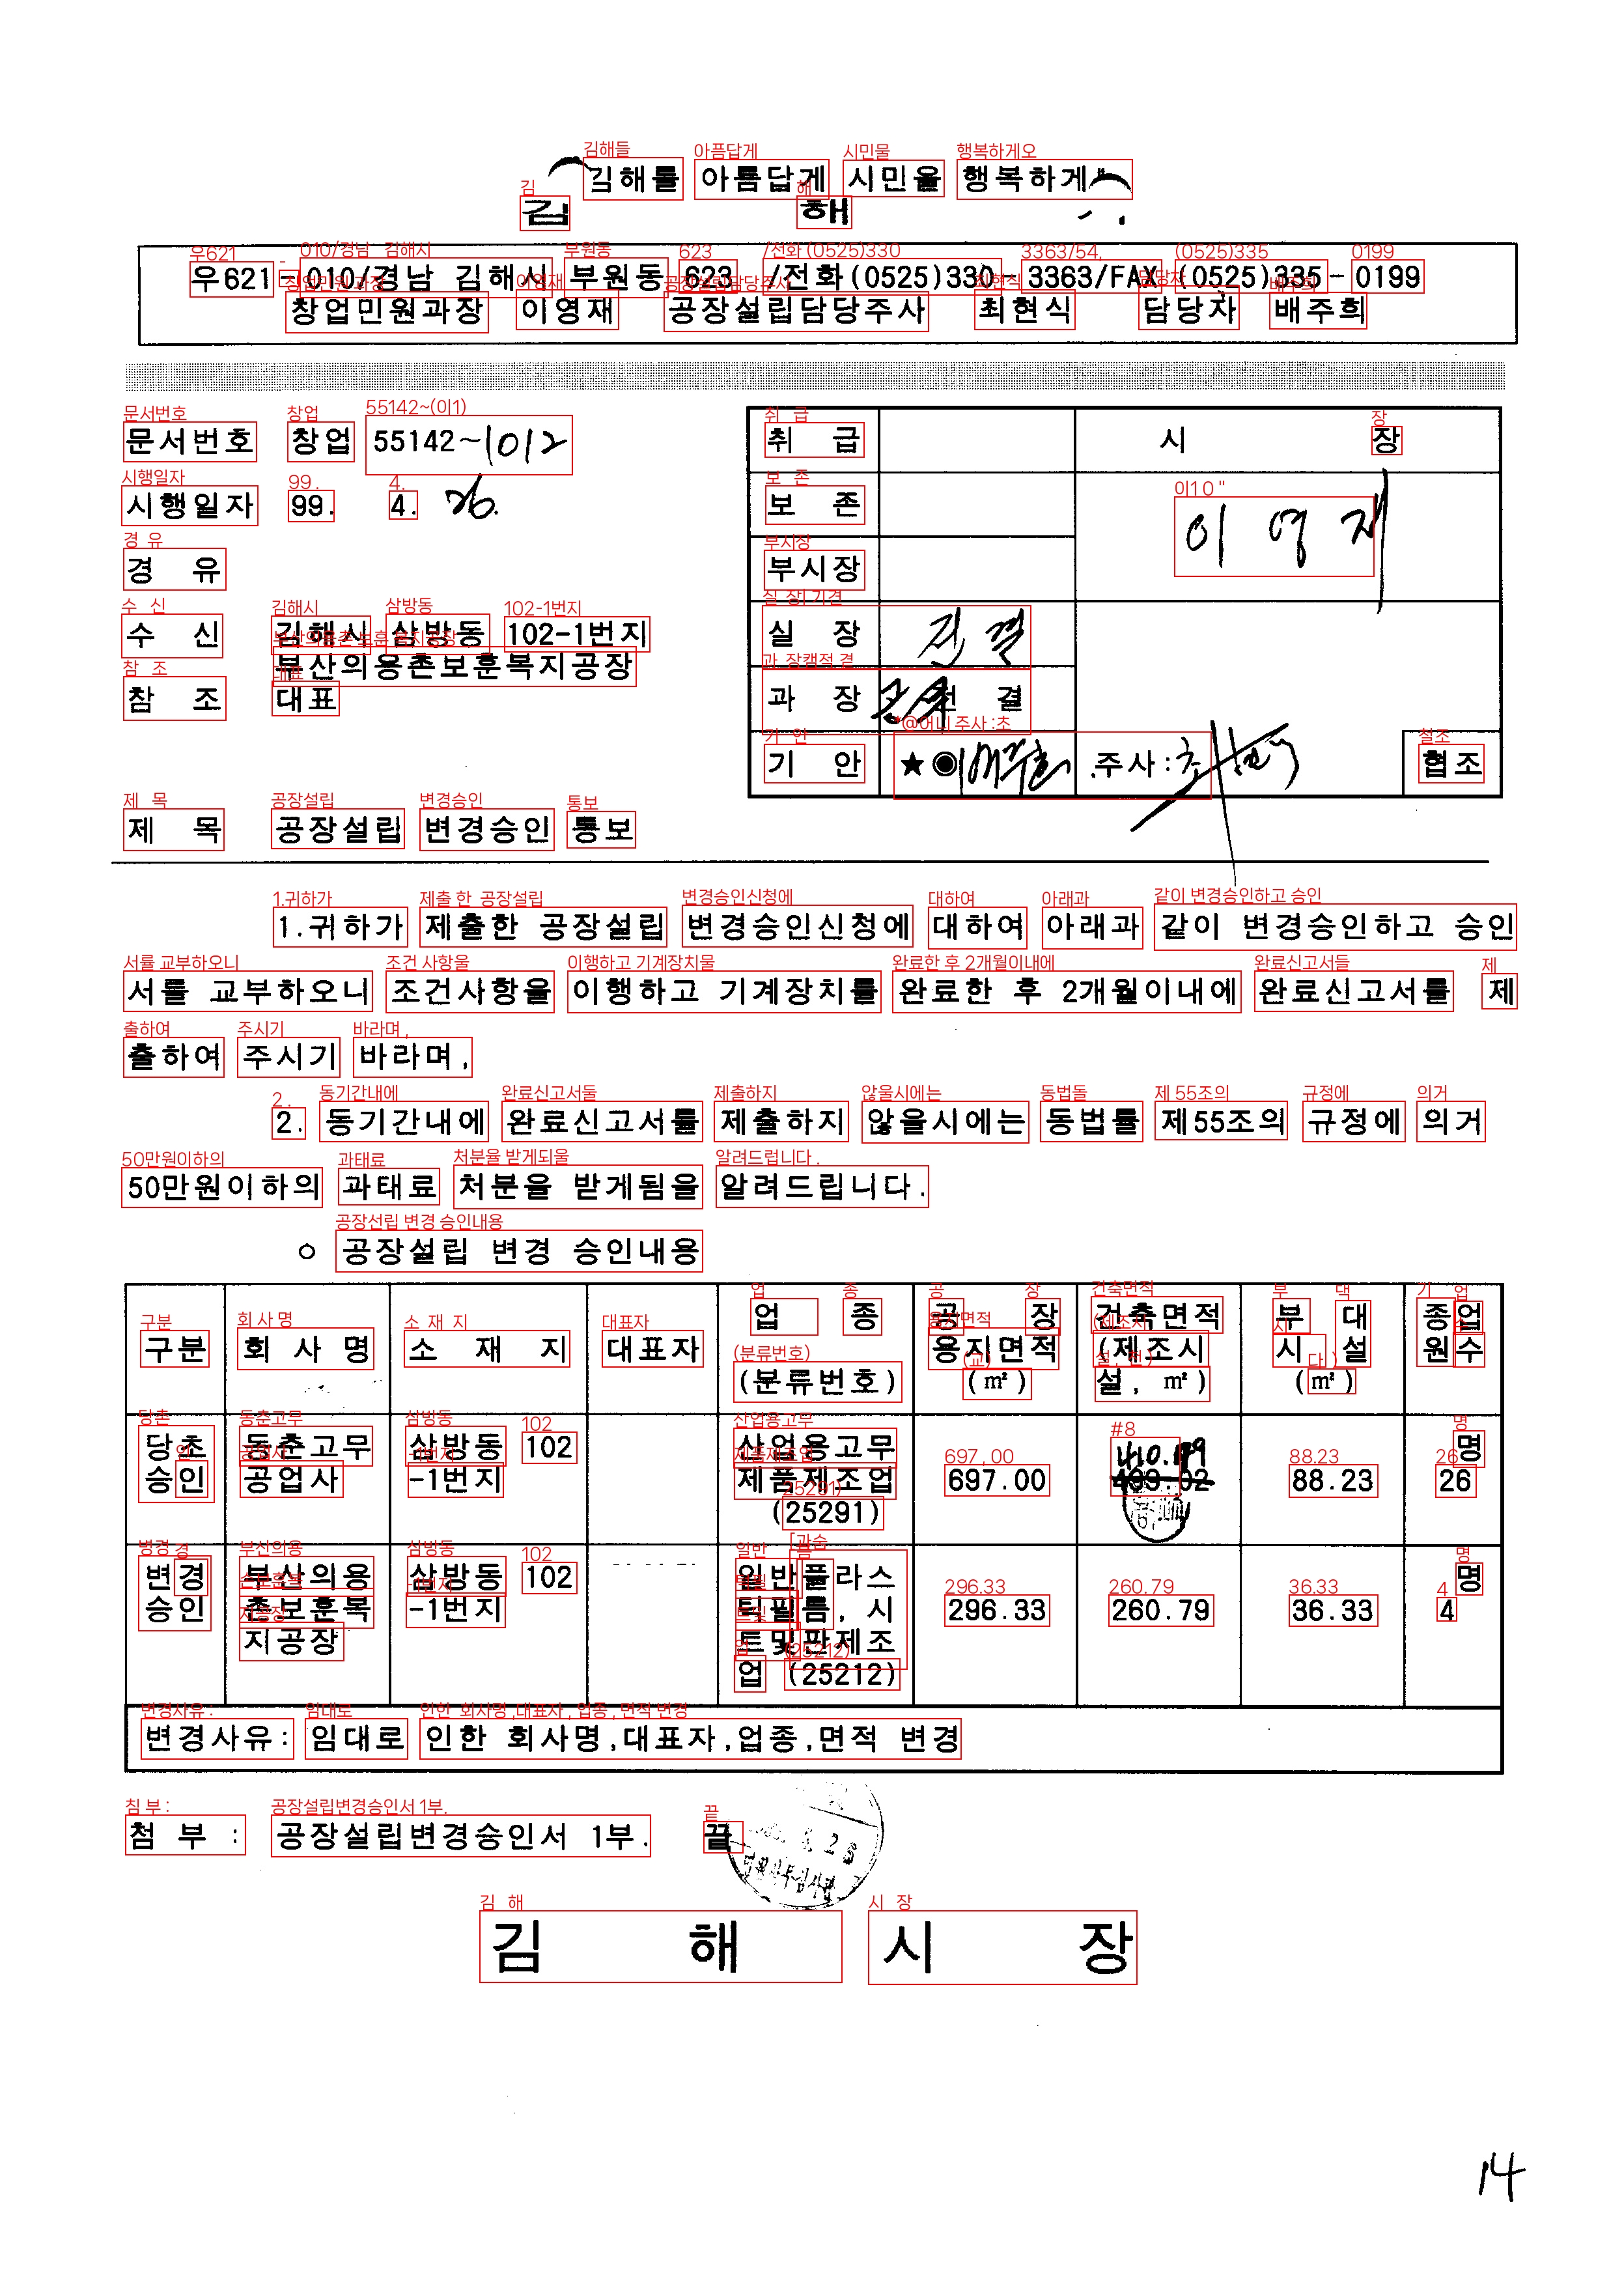 김해를 아름답게 시민을 행복하게
김 해
우621-010/경남 김해시 부원동 623 /전화(0525)330-3363/FAX(0525)335-0199
창업민원과장 이영재 공장설립담당주사 최현식 담당자 배주희
문서번호 창업 55142~1012
시행일자 99. 4. 26.
경 유
수 신 김해시 삼방동 102-1번지
부산의용촌보훈복지공장
참 조 대표
취 급 시 장
보 존 이영재
부시장
실 장 전결
과 장 전 결
기 안 ★◉ 주사: 협조
제 목 공장설립 변경승인 통보
1.귀하가 제출한 공장설립 변경승인신청에 대하여 아래과 같이 변경승인하고 승인
서를 교부하오니 조건사항을 이행하고 기계장치를 완료한 후 2개월이내에 완료신고서를 제
출하여 주시기 바라며,
2. 동기간내에 완료신고서를 제출하지 않을시에는 동법률 제55조의 규정에 의거
50만원이하의 과태료 처분을 받게됨을 알려드립니다.
○ 공장설립 변경 승인내용
구분 회 사 명 소 재 지 대표자 업 종 (분류번호) 공 장 용지면적 (㎡) 건축면적 (제조시설, ㎡) 부 대 시 설 (㎡) 종업원수
당초승인 동춘고무공업사 삼방동 102-1번지 산업용고무제품제조업 (25291) 697.00 88.23 26명
변경승인 부산의용촌보훈복지공장 삼방동 102-1번지 일반플라스틱필름, 시트및판제조업 (25212) 296.33 260.79 36.33 4명
변경사유: 임대로 인한 회사명,대표자,업종,면적 변경
첨 부 : 공장설립변경승인서 1부. 끝
김 해 시 장
14